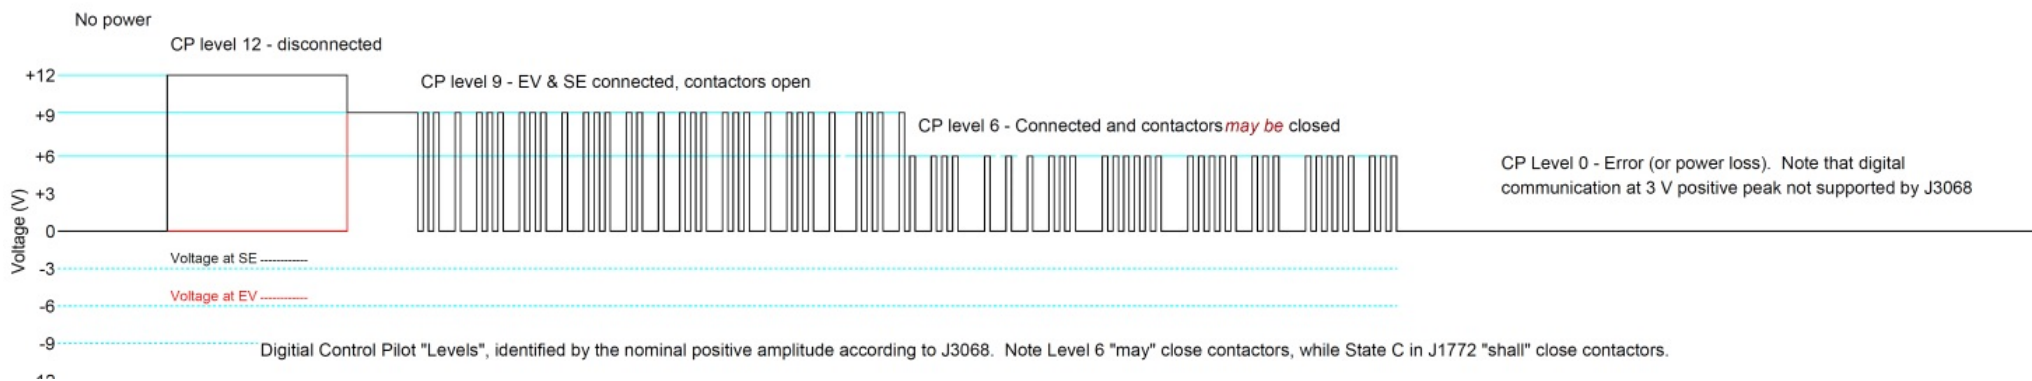 No power
CP level 12 - disconnected
CP level 9 - EV & SE connected, contactors open
CP level 6 - Connected and contactors may be closed
CP Level 0 - Error (or power loss).  Note that digital
communication at 3 V positive peak not supported by J3068
Voltage (V)
+12
+9
+6
+3
0
-3
-6
-9
Voltage at SE
Voltage at EV
Digitial Control Pilot "Levels", identified by the nominal positive amplitude according to J3068.  Note Level 6 "may" close contactors, while State C in J1772 "shall" close contactors.